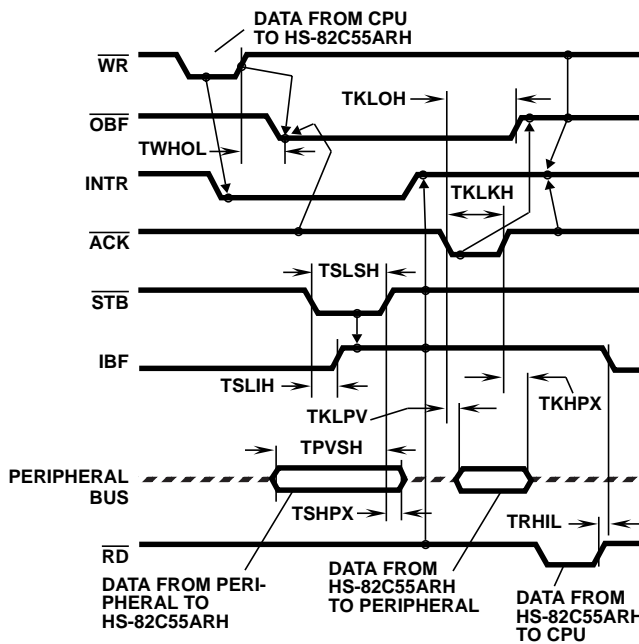 DATA FROM CPU
TO HS-82C55ARH
WR
TKLOH
OBF
TWHOL
INTR
TKLKH
ACK
TSLSH
STB
IBF
TSLIH
TKLPV
TKHPX
TPVSH
PERIPHERAL
BUS
TSHPX
TRHIL
RD
DATA FROM PERI-
PHERAL TO
HS-82C55ARH
DATA FROM
HS-82C55ARH
TO PERIPHERAL
DATA FROM
HS-82C55ARH
TO CPU